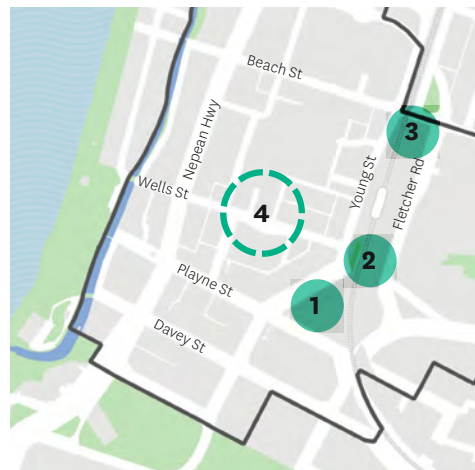 Beach St
Nepean Hwy
3
Young St
Fletcher Rd
Wells St
4
2
Playne St
1
Davey St